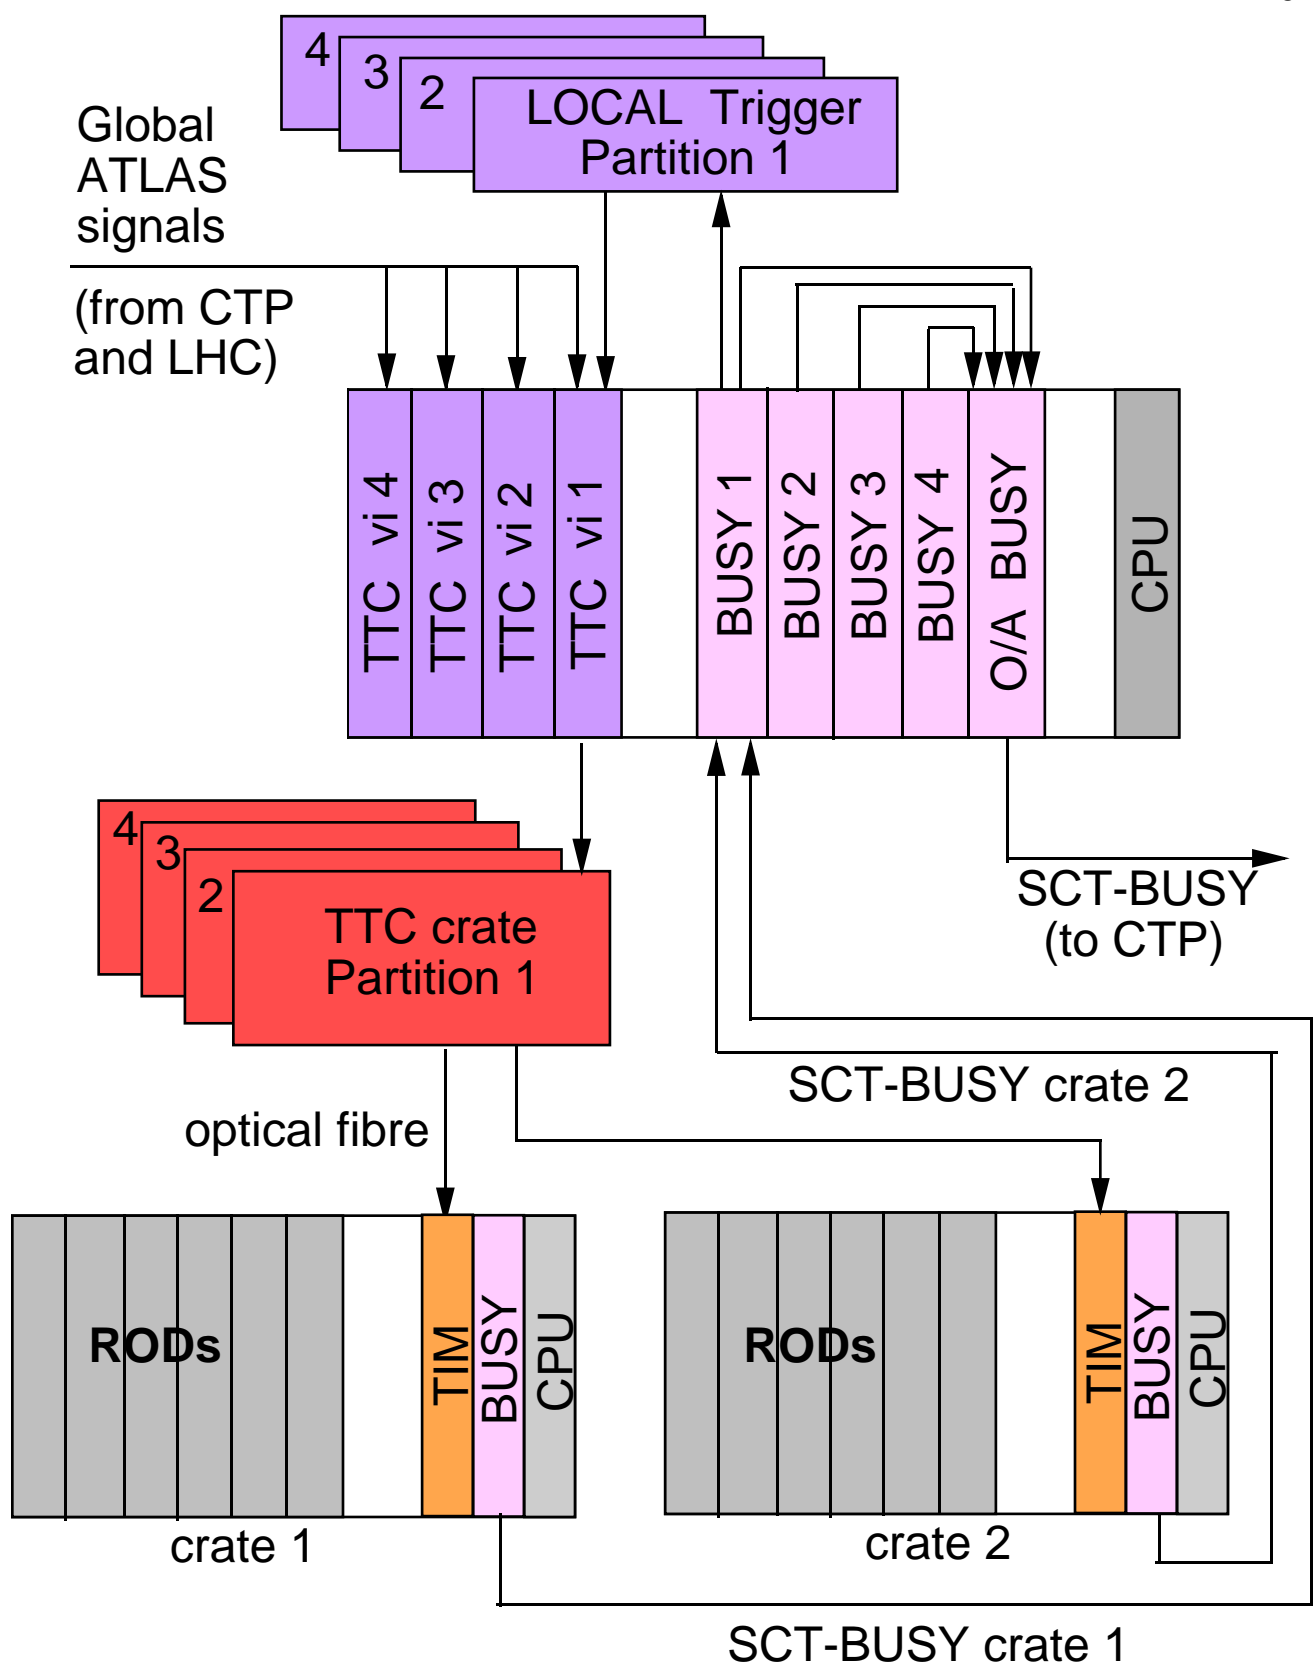 4
3
2
LOCAL Trigger
Partition 1
Global
ATLAS
signals
(from CTP
and LHC)
TTC vi 4
TTC vi 3
TTC vi 2
TTC vi 1
BUSY 1
BUSY 2
BUSY 3
BUSY 4
O/A BUSY
CPU
4
3
2
TTC crate
Partition 1
SCT-BUSY
(to CTP)
SCT-BUSY crate 2
optical fibre
RODs
TIM
BUSY
CPU
crate 1
RODs
TIM
BUSY
CPU
crate 2
SCT-BUSY crate 1